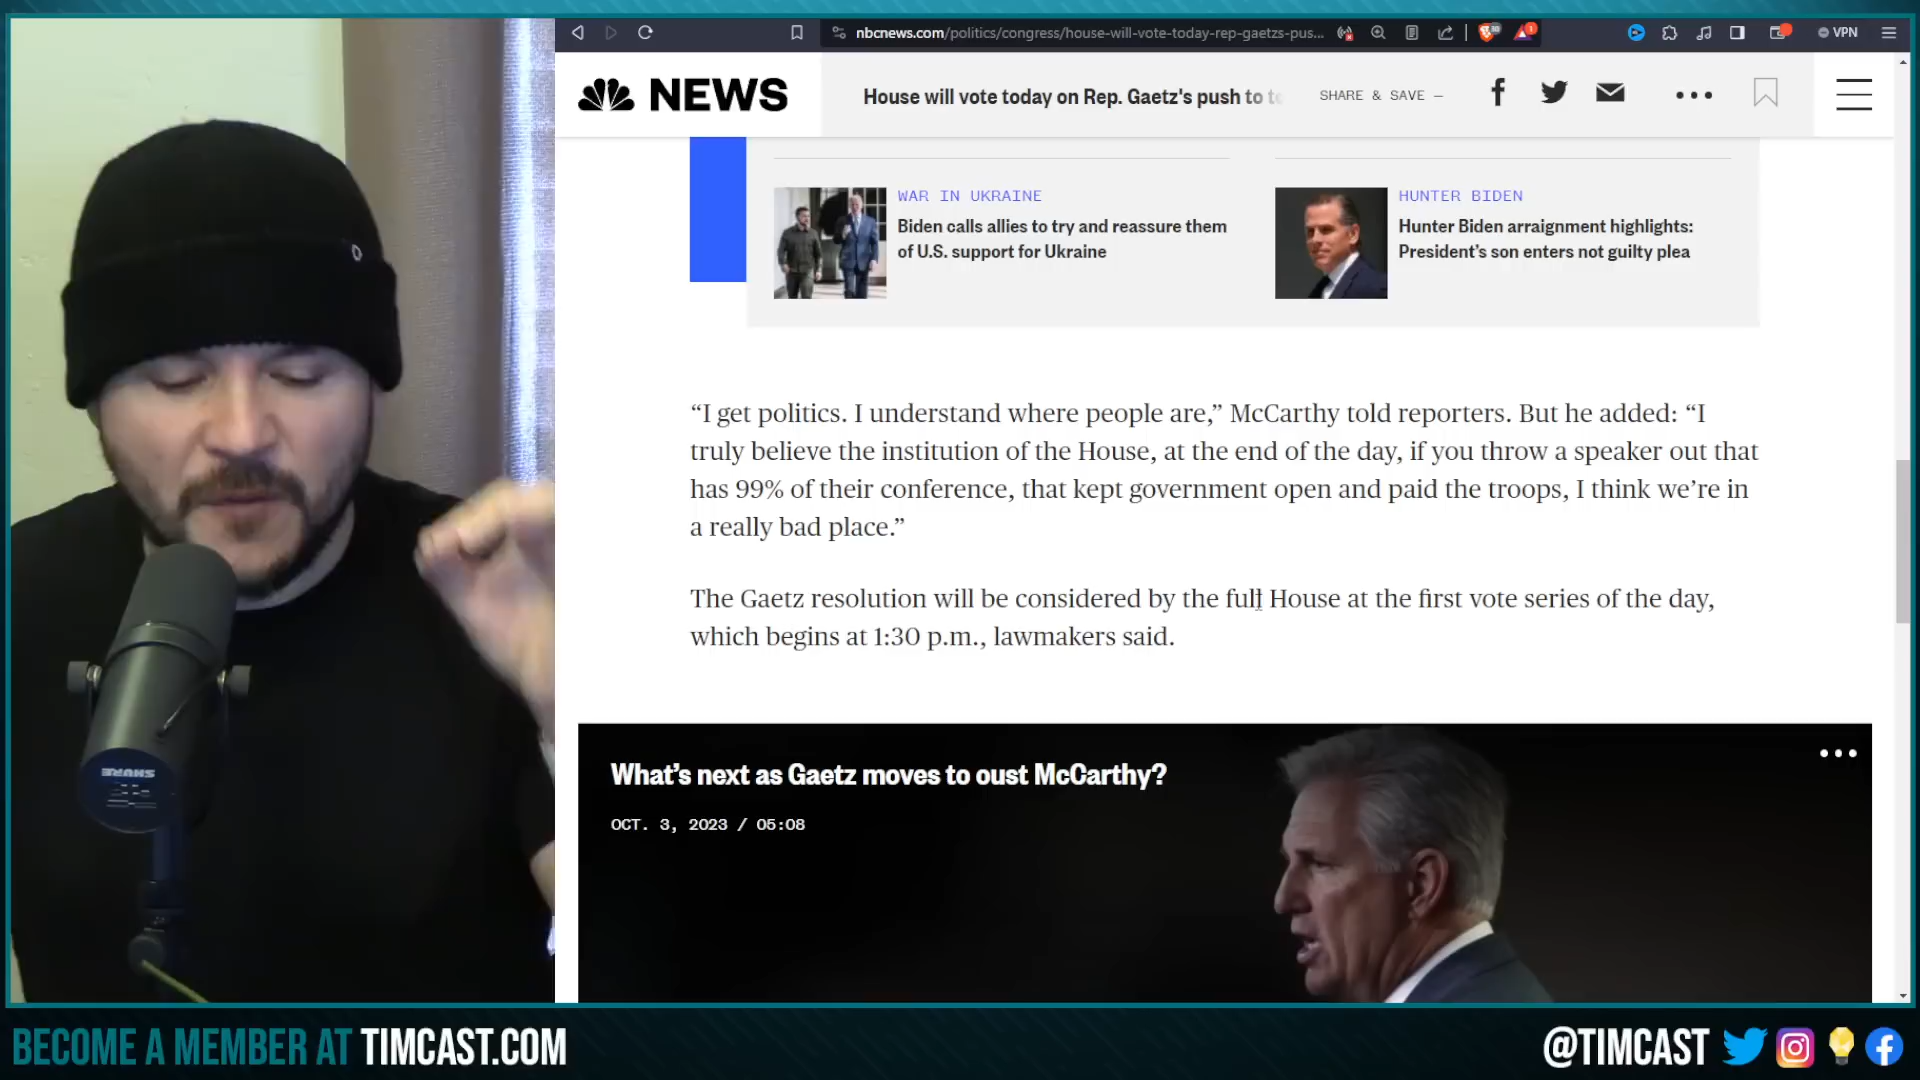 nbcnews.com/politics/congress/house-will-vote-today-rep-gaetzs-pus...
VPN
NEWS
House will vote today on Rep. Gaetz's push to t
SHARE & SAVE —
WAR IN UKRAINE
Biden calls allies to try and reassure them
of U.S. support for Ukraine
HUNTER BIDEN
Hunter Biden arraignment highlights:
President's son enters not guilty plea
“I get politics. I understand where people are,” McCarthy told reporters. But he added: “I
truly believe the institution of the House, at the end of the day, if you throw a speaker out that
has 99% of their conference, that kept government open and paid the troops, I think we’re in
a really bad place.”
The Gaetz resolution will be considered by the full House at the first vote series of the day,
which begins at 1:30 p.m., lawmakers said.
What’s next as Gaetz moves to oust McCarthy?
OCT. 3, 2023 / 05:08
SHURE
BECOME A MEMBER AT TIMCAST.COM
@TIMCAST